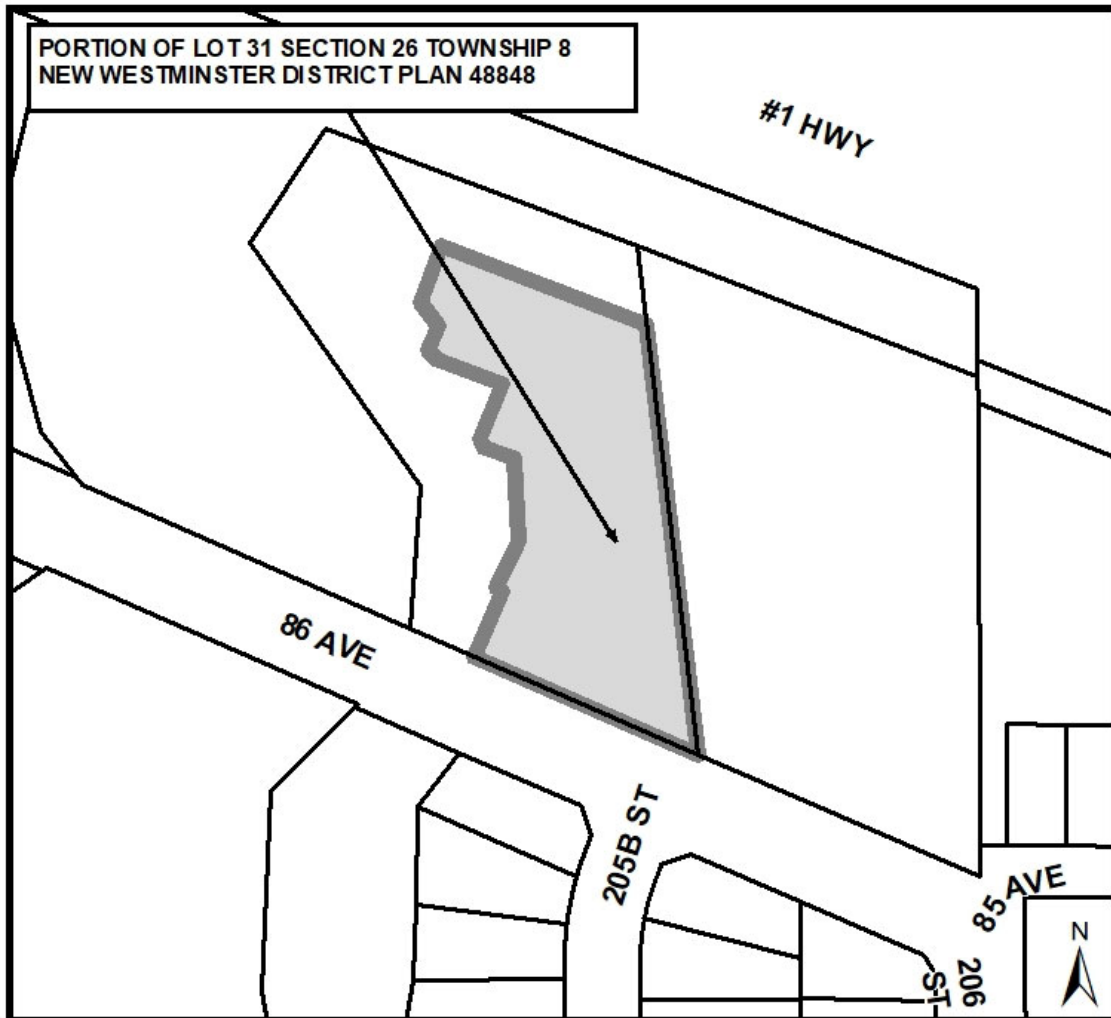 PORTION OF LOT 31 SECTION 26 TOWNSHIP 8
NEW WESTMINSTER DISTRICT PLAN 48848
#1 HWY
86 AVE
205B ST
85 AVE
206
ST
N